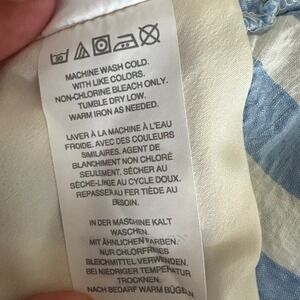 MACHINE WASH COLD.
WITH LIKE COLORS.
NON-CHLORINE BLEACH ONLY.
TUMBLE DRY LOW.
WARM IRON AS NEEDED.
LAVER À LA MACHINE À L'EAU
FROIDE. AVEC DES COULEURS
SIMILAIRES. AGENT DE
BLANCHIMENT NON CHLORÉ
SEULEMENT. SÉCHER AU
SÈCHE-LINGE AU CYCLE DOUX.
REPASSER AU FER TIÈDE AU
BESOIN.
IN DER MASCHINE KALT
WASCHEN.
MIT ÄHNLICHEN FARBEN.
NUR CHLORFREIES
BLEICHMITTEL VERWENDEN.
BEI NIEDRIGER TEMPERATUR
TROCKNEN.
NACH BEDARF WARM BÜGELN.